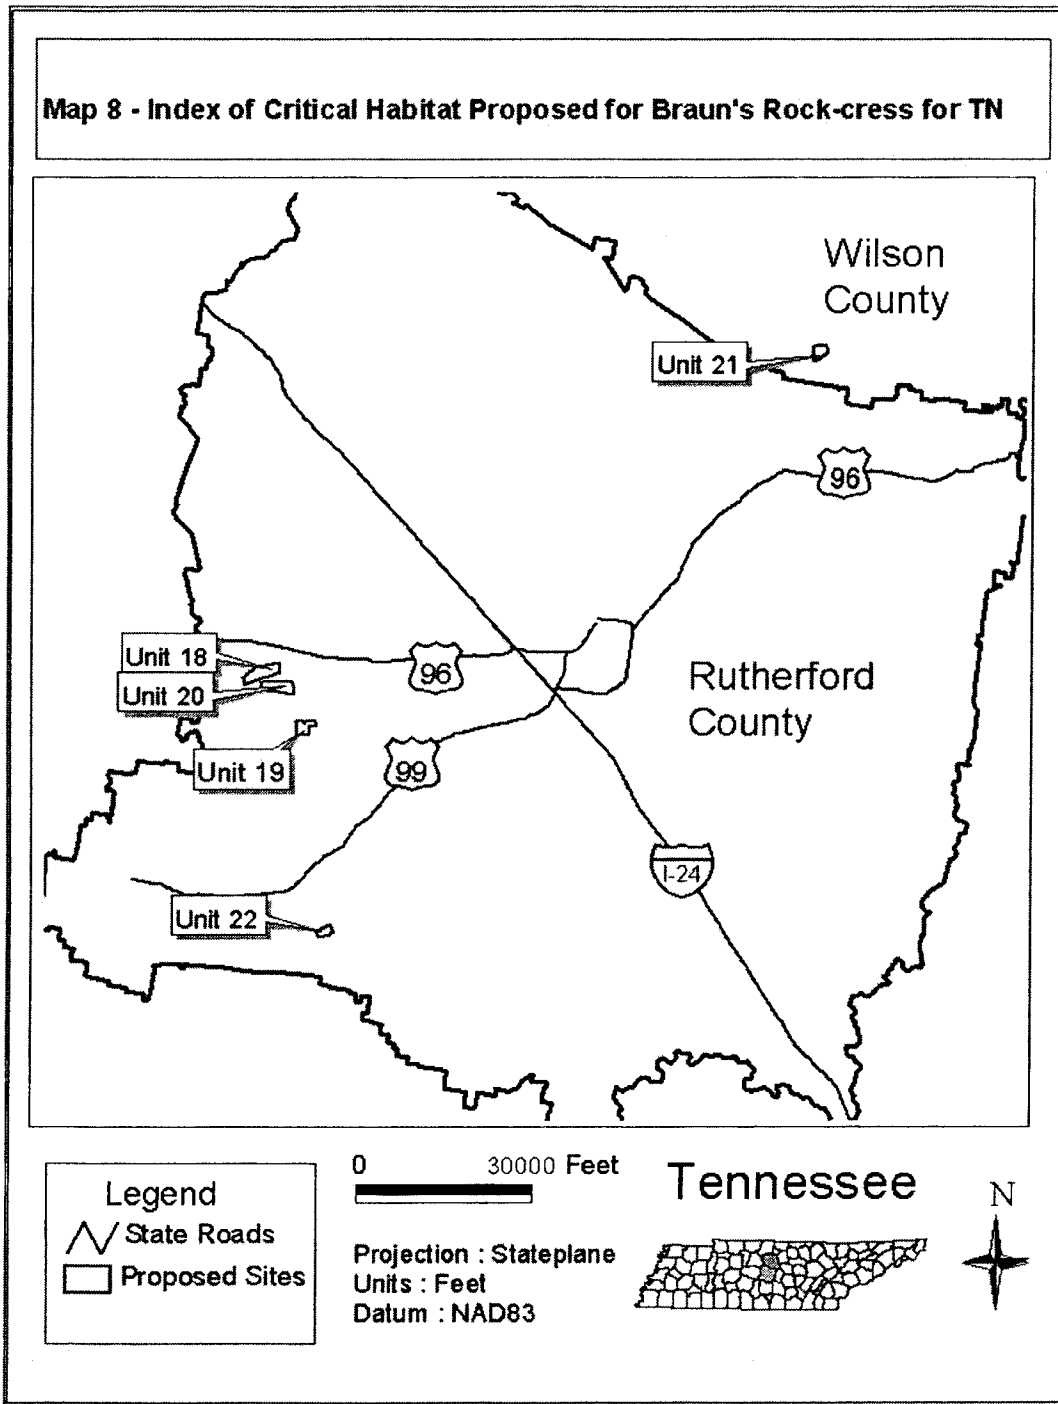 Map 8 - Index of Critical Habitat Proposed for Braun's Rock-cress for TN
Wilson
County
Unit 21
96
Unit 18
96
Unit 20
Rutherford
County
Unit 19
99
I-24
Unit 22
Legend
State Roads
Proposed Sites
0 30000 Feet
Projection : Stateplane
Units : Feet
Datum : NAD83
Tennessee
N